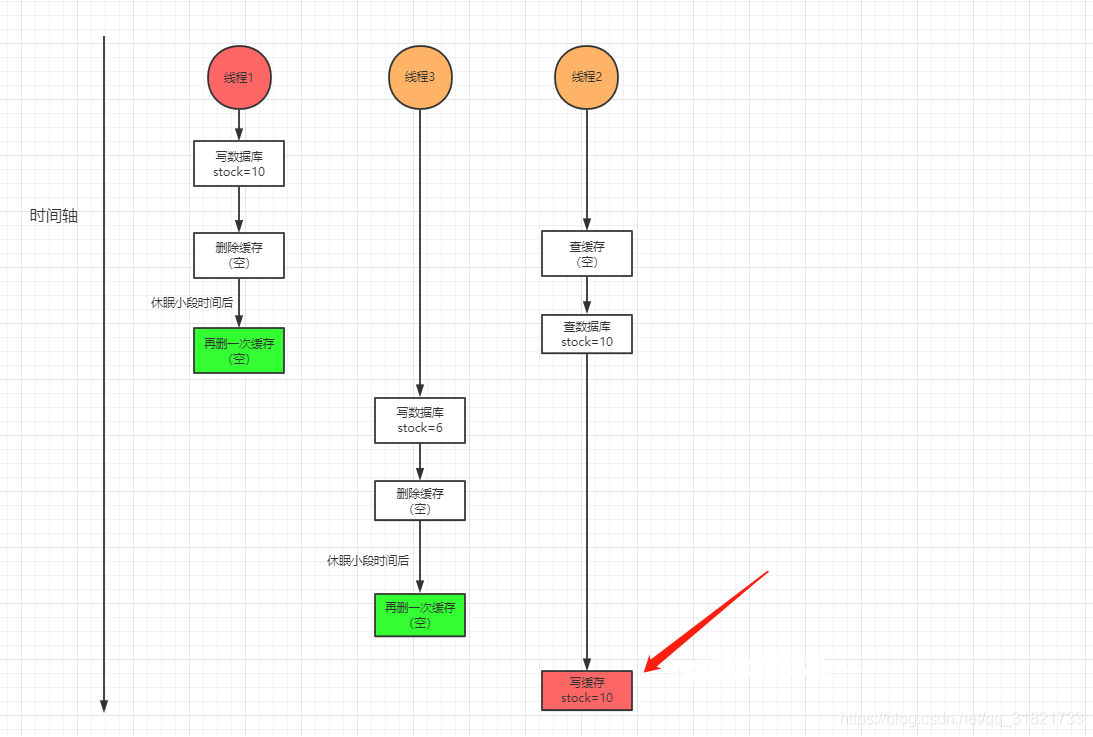 线程1
线程3
线程2
写数据库
stock=10
时间轴
删除缓存
（空）
查缓存
（空）
休眠小段时间后
查数据库
stock=10
再删一次缓存
（空）
写数据库
stock=6
删除缓存
（空）
休眠小段时间后
再删一次缓存
（空）
写缓存
stock=10
https://blog.csdn.net/qq_31821733